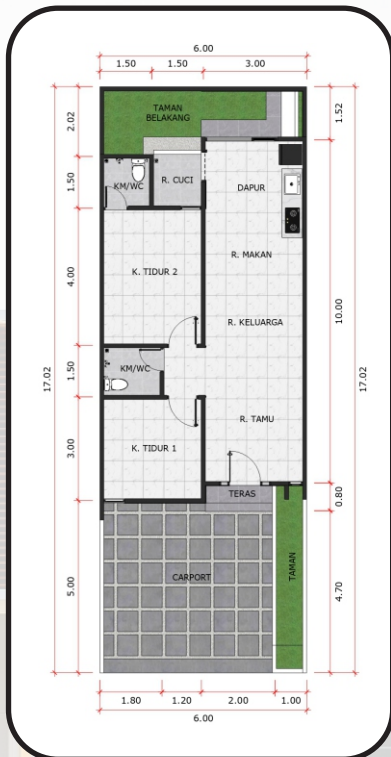 6.00
1.50 1.50 3.00
2.02
1.52
TAMAN
BELAKANG
1.50
KM/WC
R. CUCI
DAPUR
4.00
10.00
R. MAKAN
K. TIDUR 2
R. KELUARGA
17.02
17.02
1.50
KM/WC
3.00
R. TAMU
K. TIDUR 1
TERAS
0.80
5.00
CARPORT
TAMAN
4.70
1.80 1.20 2.00 1.00
6.00